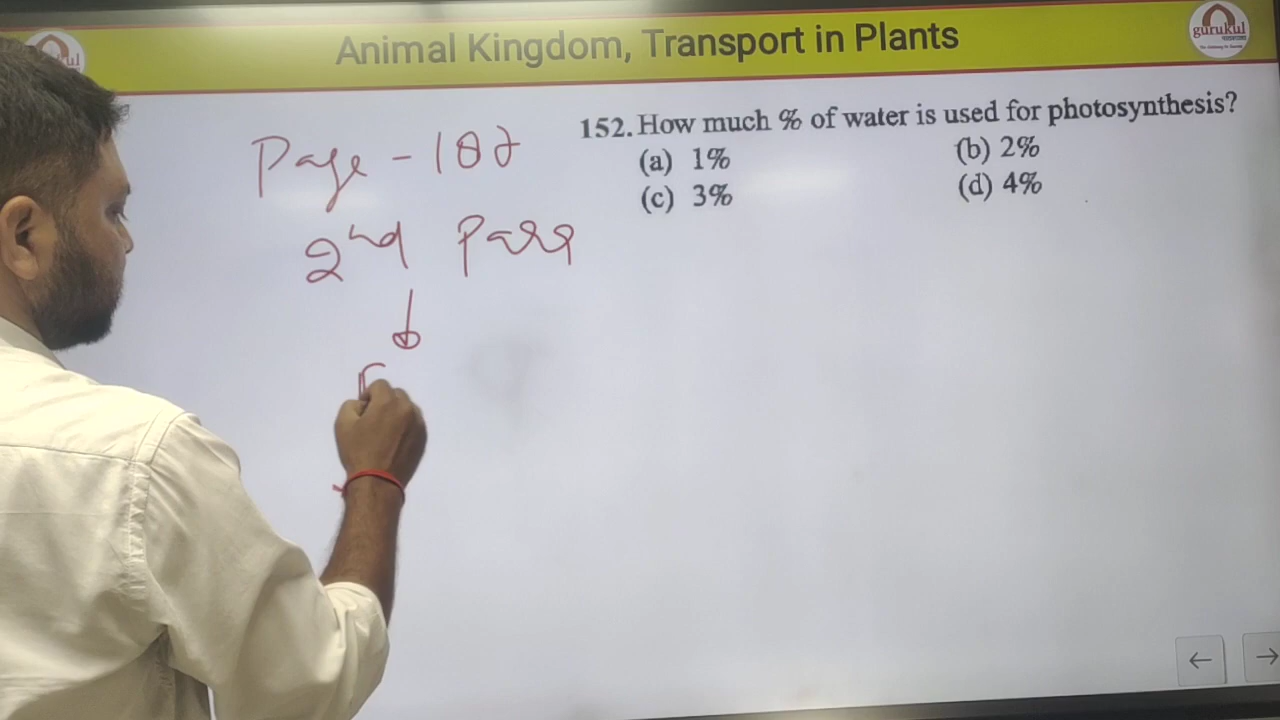 Animal Kingdom, Transport in Plants
gurukul
Page - 187
2nd Para
152. How much % of water is used for photosynthesis?
(a) 1% (b) 2%
(c) 3% (d) 4%